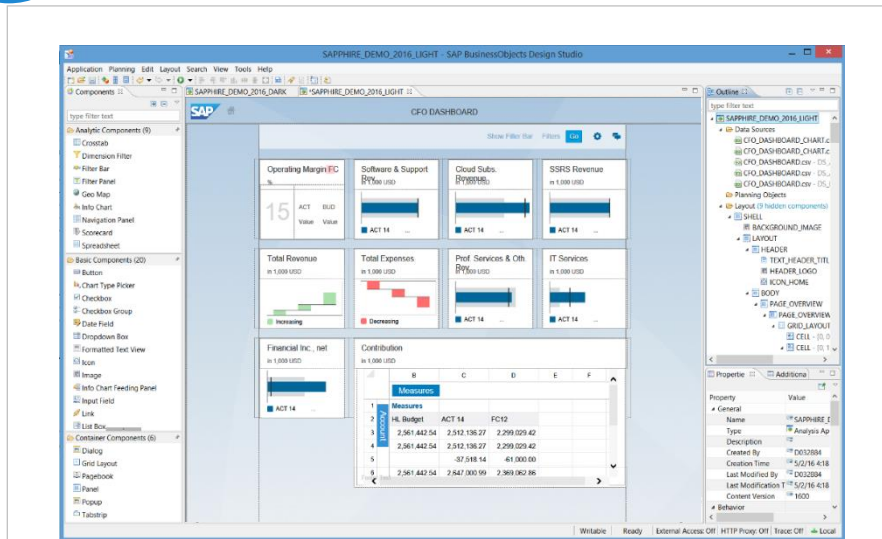 SAPPHIRE_DEMO_2016_LIGHT - SAP BusinessObjects Design Studio
Application Planning Edit Layout Search View Tools Help
Components
type filter text
Analytic Components (9)
Crosstab
Dimension Filter
Filter Bar
Filter Panel
Geo Map
Info Chart
Navigation Panel
Scorecard
Spreadsheet
Basic Components (20)
Button
Chart Type Picker
Checkbox
Checkbox Group
Date Field
Dropdown Box
Formatted Text View
Icon
Image
Info Chart Feeding Panel
Input Field
Link
List Box
Container Components (6)
Dialog
Grid Layout
Pagebook
Panel
Popup
Tabstrip
SAPPHIRE_DEMO_2016_DARK *SAPPHIRE_DEMO_2016_LIGHT
SAP CFO DASHBOARD
Show Filter Bar Filters Go
Operating Margin FC
%
15 ACT BUD
Value Value
Software & Support
Rev.
in 1,000 USD
ACT 14 ...
Cloud Subs.
Revenue
in 1,000 USD
ACT 14 ...
SSRS Revenue
in 1,000 USD
ACT 14 ...
Total Revenue
in 1,000 USD
Increasing
Total Expenses
in 1,000 USD
Decreasing
Prof. Services & Oth.
Rev.
in 1,000 USD
ACT 14 ...
IT Services
in 1,000 USD
ACT 14 ...
Financial Inc., net
in 1,000 USD
ACT 14 ...
Contribution
in 1,000 USD
B C D E F
Measures
Account
1 Measures
2 HL Budget ACT 14 FC12
3 2,561,442.54 2,512,136.27 2,299,029.42
4 2,561,442.54 2,512,136.27 2,299,029.42
5 -37,518.14 -61,000.00
6 2,561,442.54 2,647,000.99 2,369,062.86
Outline
type filter text
SAPPHIRE_DEMO_2016_LIGHT
Data Sources
CFO_DASHBOARD_CHART.c
CFO_DASHBOARD_CHART.c
CFO_DASHBOARD.csv - DS_
CFO_DASHBOARD.csv - DS_
CFO_DASHBOARD.csv - DS_
Planning Objects
Layout (9 hidden components)
SHELL
BACKGROUND_IMAGE
LAYOUT
HEADER
TEXT_HEADER_TITL
HEADER_LOGO
ICON_HOME
BODY
PAGE_OVERVIEW
PAGE_OVERVIEW
GRID_LAYOUT
CELL - [0, 0
CELL - [0, 1
Propertie Additiona
Property Value
General
Name SAPPHIRE_D
Type Analysis Ap
Description
Created By D032884
Creation Time 5/2/16 4:18
Last Modified By D032884
Last Modification T 5/2/16 4:18
Content Version 1600
Behavior
Writable Ready External Access: Off HTTP Proxy: Off Trace: Off Local